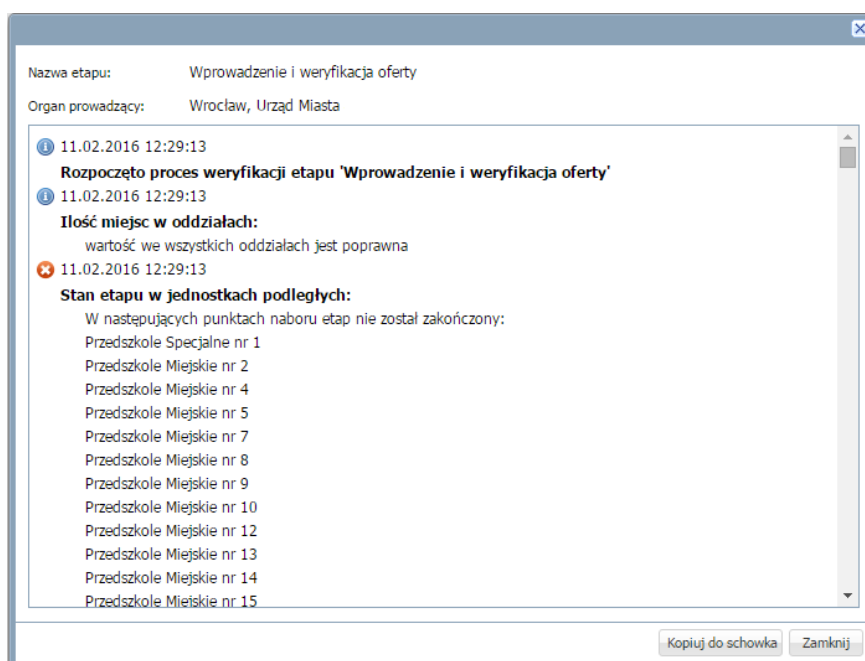 Nazwa etapu: Wprowadzenie i weryfikacja oferty
Organ prowadzący: Wrocław, Urząd Miasta
11.02.2016 12:29:13
Rozpoczęto proces weryfikacji etapu 'Wprowadzenie i weryfikacja oferty'
11.02.2016 12:29:13
Ilość miejsc w oddziałach:
wartość we wszystkich oddziałach jest poprawna
11.02.2016 12:29:13
Stan etapu w jednostkach podległych:
W następujących punktach naboru etap nie został zakończony:
Przedszkole Specjalne nr 1
Przedszkole Miejskie nr 2
Przedszkole Miejskie nr 4
Przedszkole Miejskie nr 5
Przedszkole Miejskie nr 7
Przedszkole Miejskie nr 8
Przedszkole Miejskie nr 9
Przedszkole Miejskie nr 10
Przedszkole Miejskie nr 12
Przedszkole Miejskie nr 13
Przedszkole Miejskie nr 14
Przedszkole Miejskie nr 15
Kopiuj do schowka Zamknij